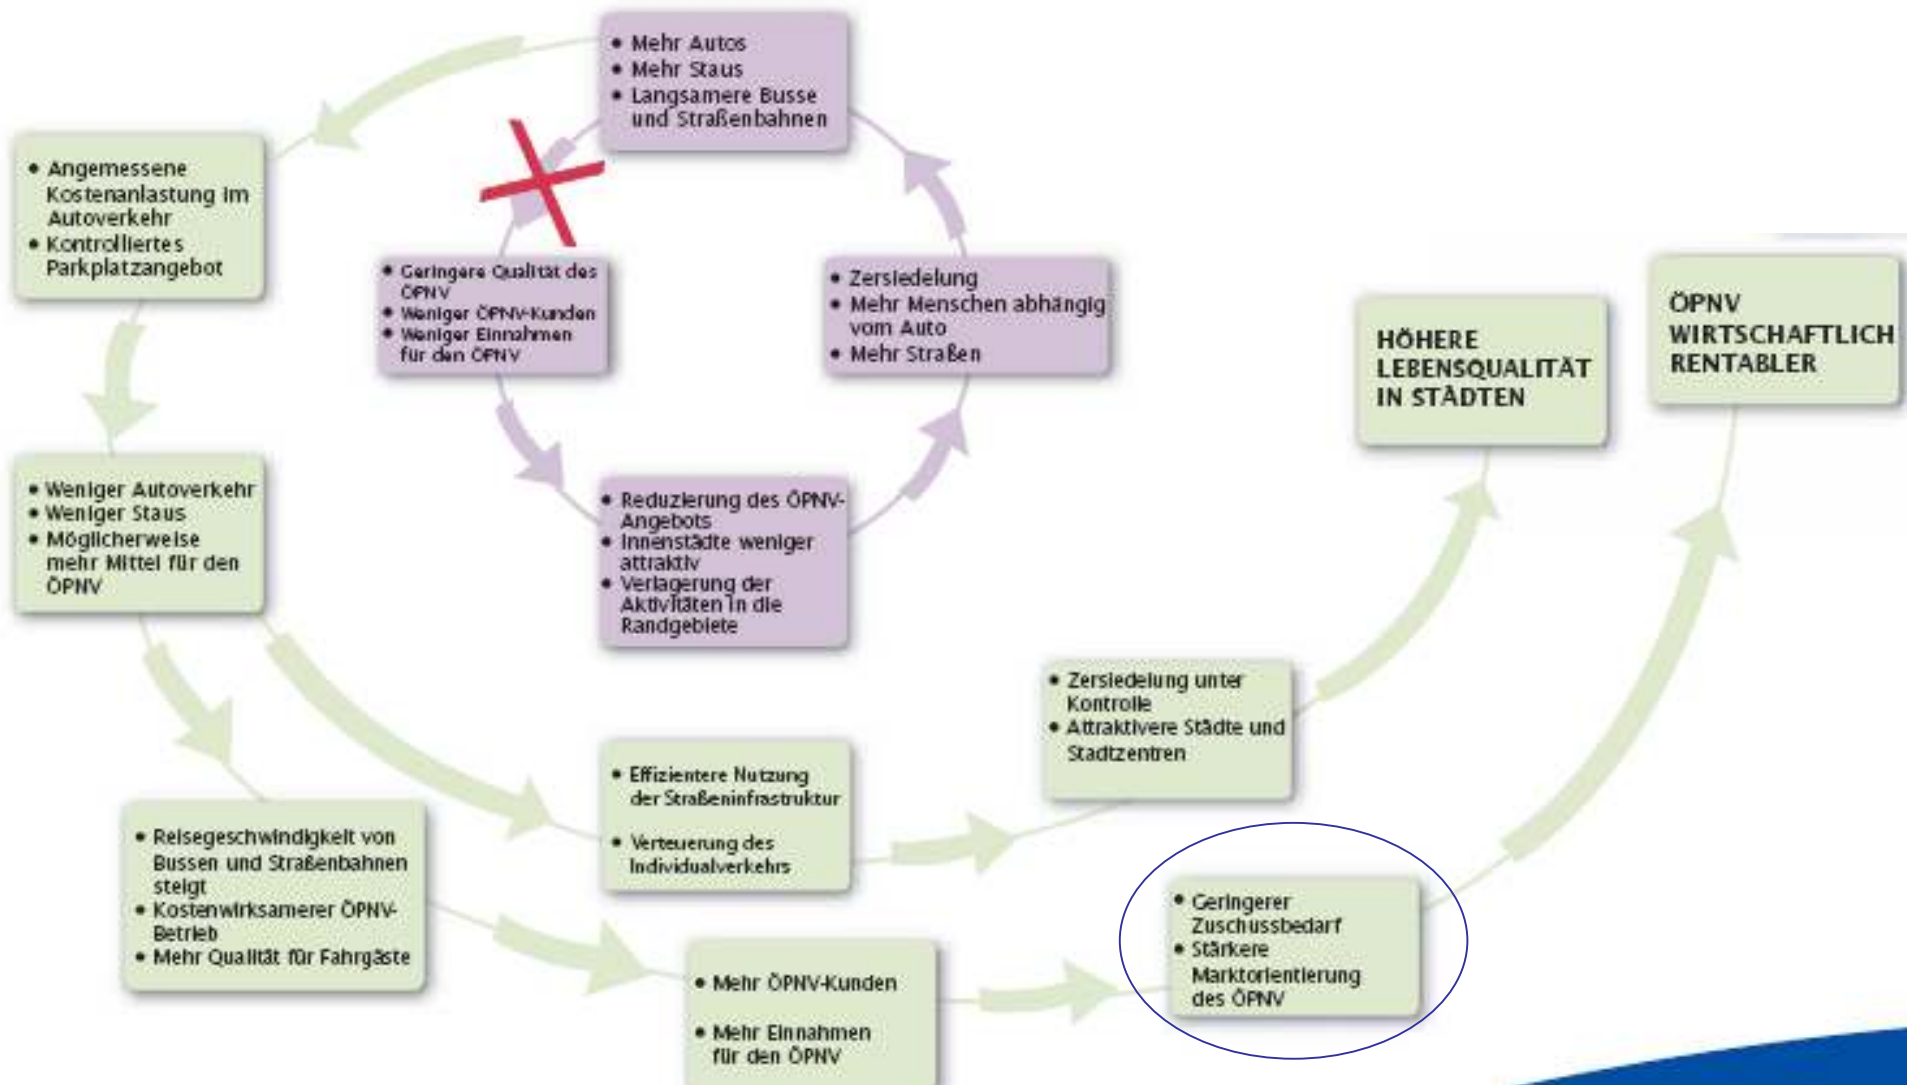 • Mehr Autos
• Mehr Staus
• Langsamere Busse
und Straßenbahnen
• Angemessene
Kostenanlastung im
Autoverkehr
• Kontrolliertes
Parkplatzangebot
• Geringere Qualität des
ÖPNV
• Weniger ÖPNV-Kunden
• Weniger Einnahmen
für den ÖPNV
• Zersiedelung
• Mehr Menschen abhängig
vom Auto
• Mehr Straßen
HÖHERE
LEBENSQUALITÄT
IN STÄDTEN
ÖPNV
WIRTSCHAFTLICH
RENTABLER
• Weniger Autoverkehr
• Weniger Staus
• Möglicherweise
mehr Mittel für den
ÖPNV
• Reduzierung des ÖPNV-
Angebots
• Innenstädte weniger
attraktiv
• Verlagerung der
Aktivitäten in die
Randgebiete
• Zersiedelung unter
Kontrolle
• Attraktivere Städte und
Stadtzentren
• Effizientere Nutzung
der Straßeninfrastruktur
• Verteuerung des
Individualverkehrs
• Reisegeschwindigkeit von
Bussen und Straßenbahnen
steigt
• Kostenwirksamerer ÖPNV-
Betrieb
• Mehr Qualität für Fahrgäste
• Geringerer
Zuschussbedarf
• Stärkere
Marktorientierung
des ÖPNV
• Mehr ÖPNV-Kunden
• Mehr Einnahmen
für den ÖPNV